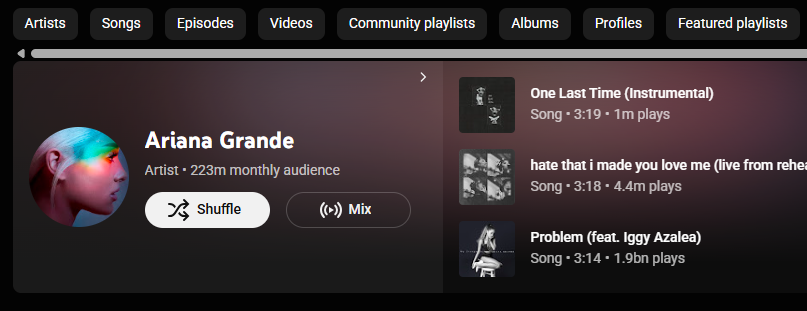 Artists
Songs
Episodes
Videos
Community playlists
Albums
Profiles
Featured playlists
Ariana Grande
Artist • 223m monthly audience
Shuffle
Mix
One Last Time (Instrumental)
Song • 3:19 • 1m plays
hate that i made you love me (live from rehea
Song • 3:18 • 4.4m plays
Problem (feat. Iggy Azalea)
Song • 3:14 • 1.9bn plays